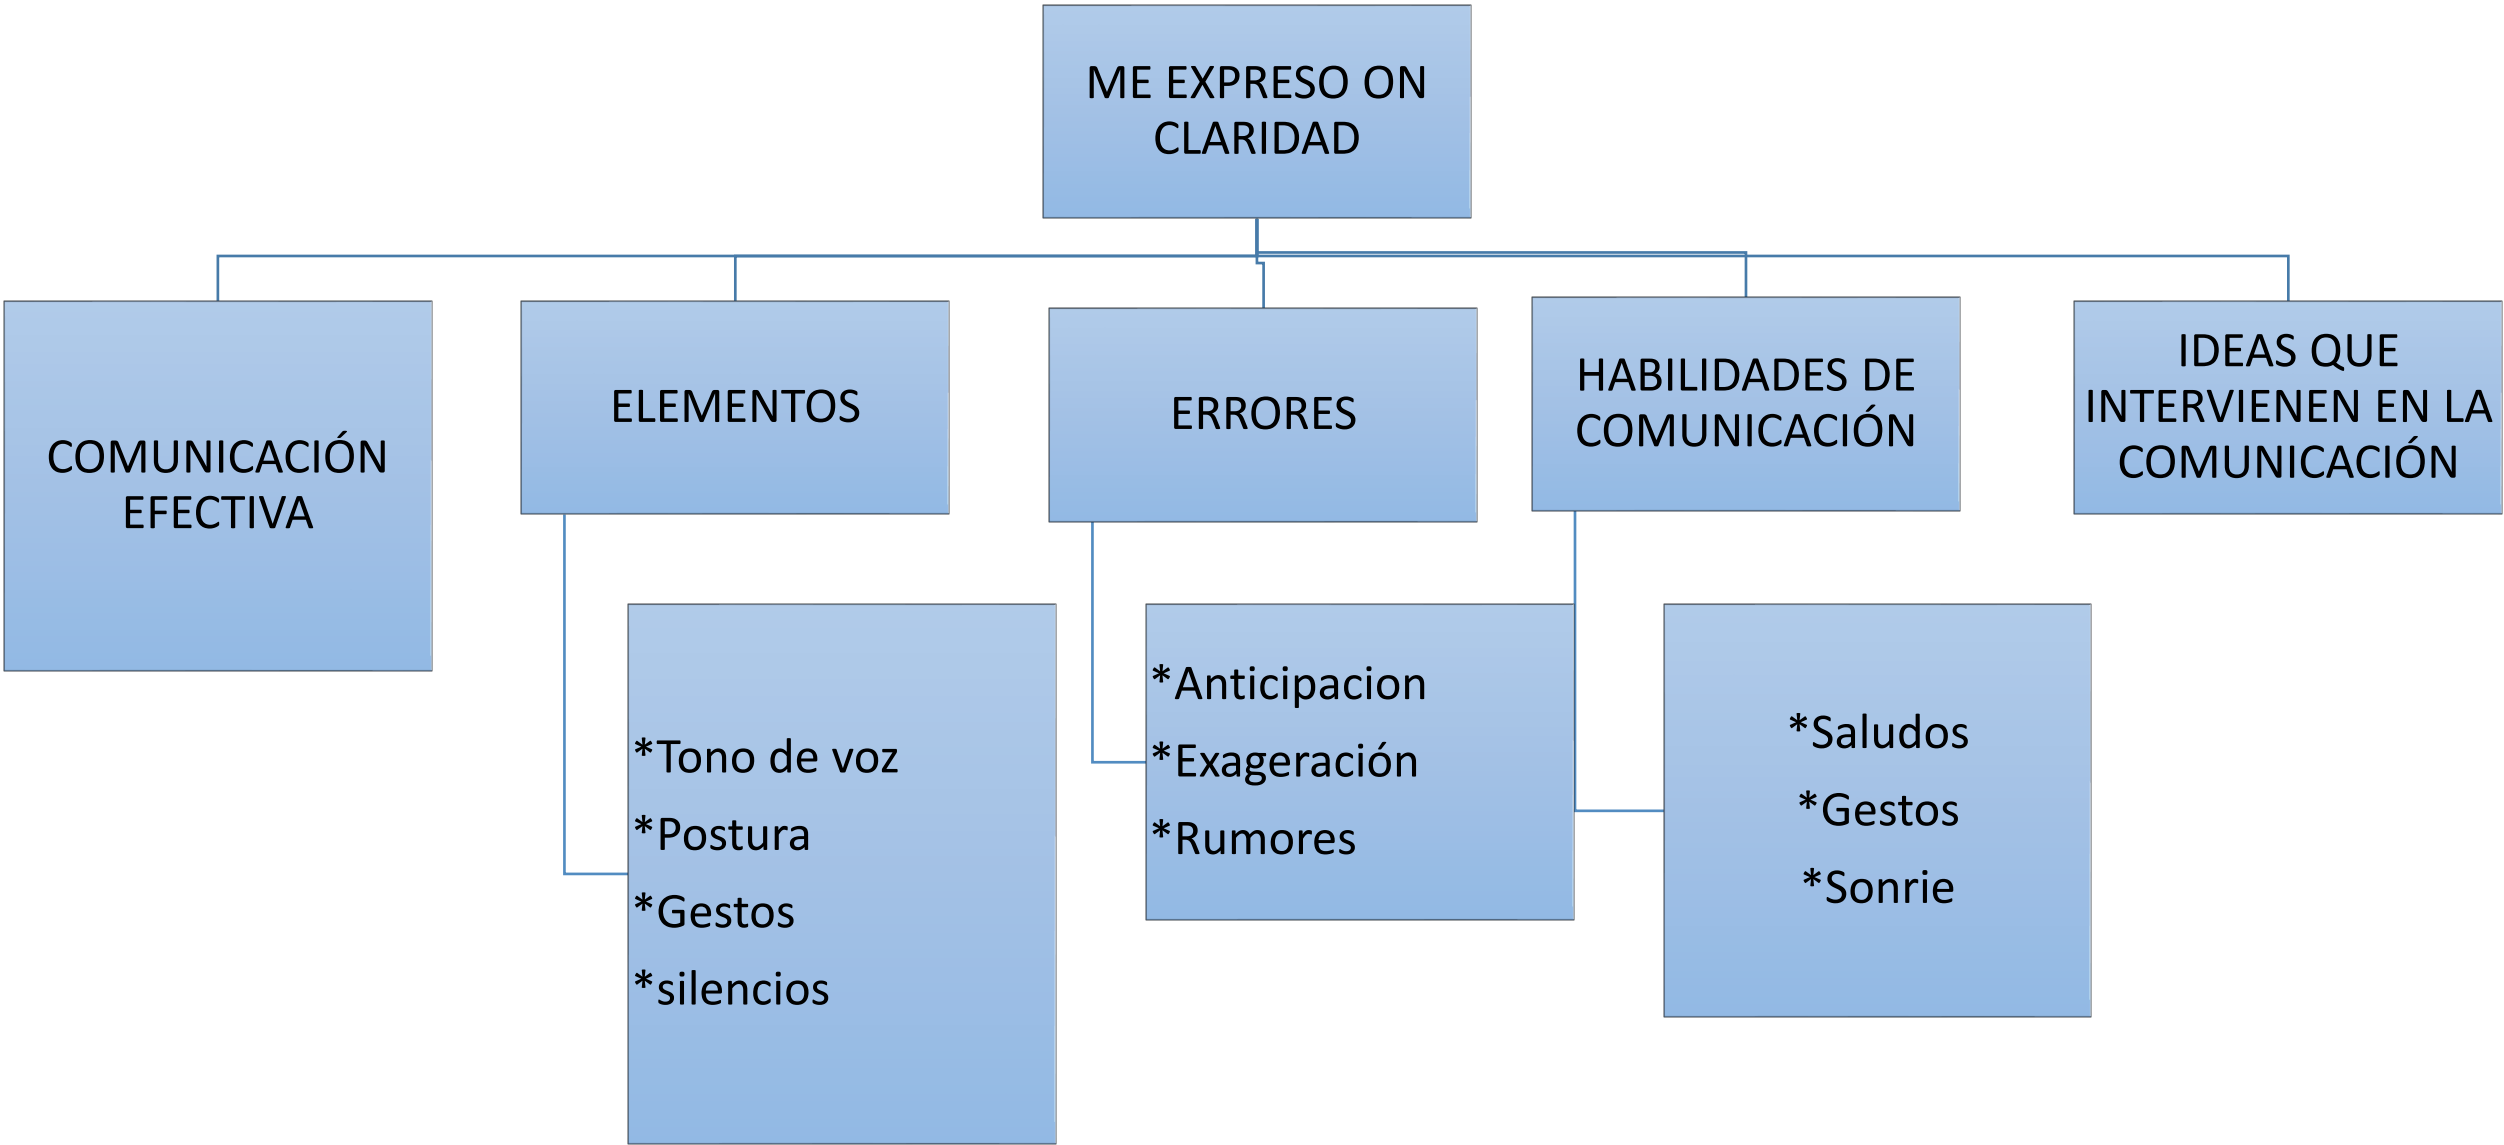 ME EXPRESO ON
CLARIDAD
COMUNICACIÓN
EFECTIVA
ELEMENTOS
ERRORES
HABILIDADES DE
COMUNICACIÓN
IDEAS QUE
INTERVIENEN EN LA
COMUNICACIÓN
*Tono de voz
*Postura
*Gestos
*silencios
*Anticipacion
*Exageración
*Rumores
*Saludos
*Gestos
*Sonrie